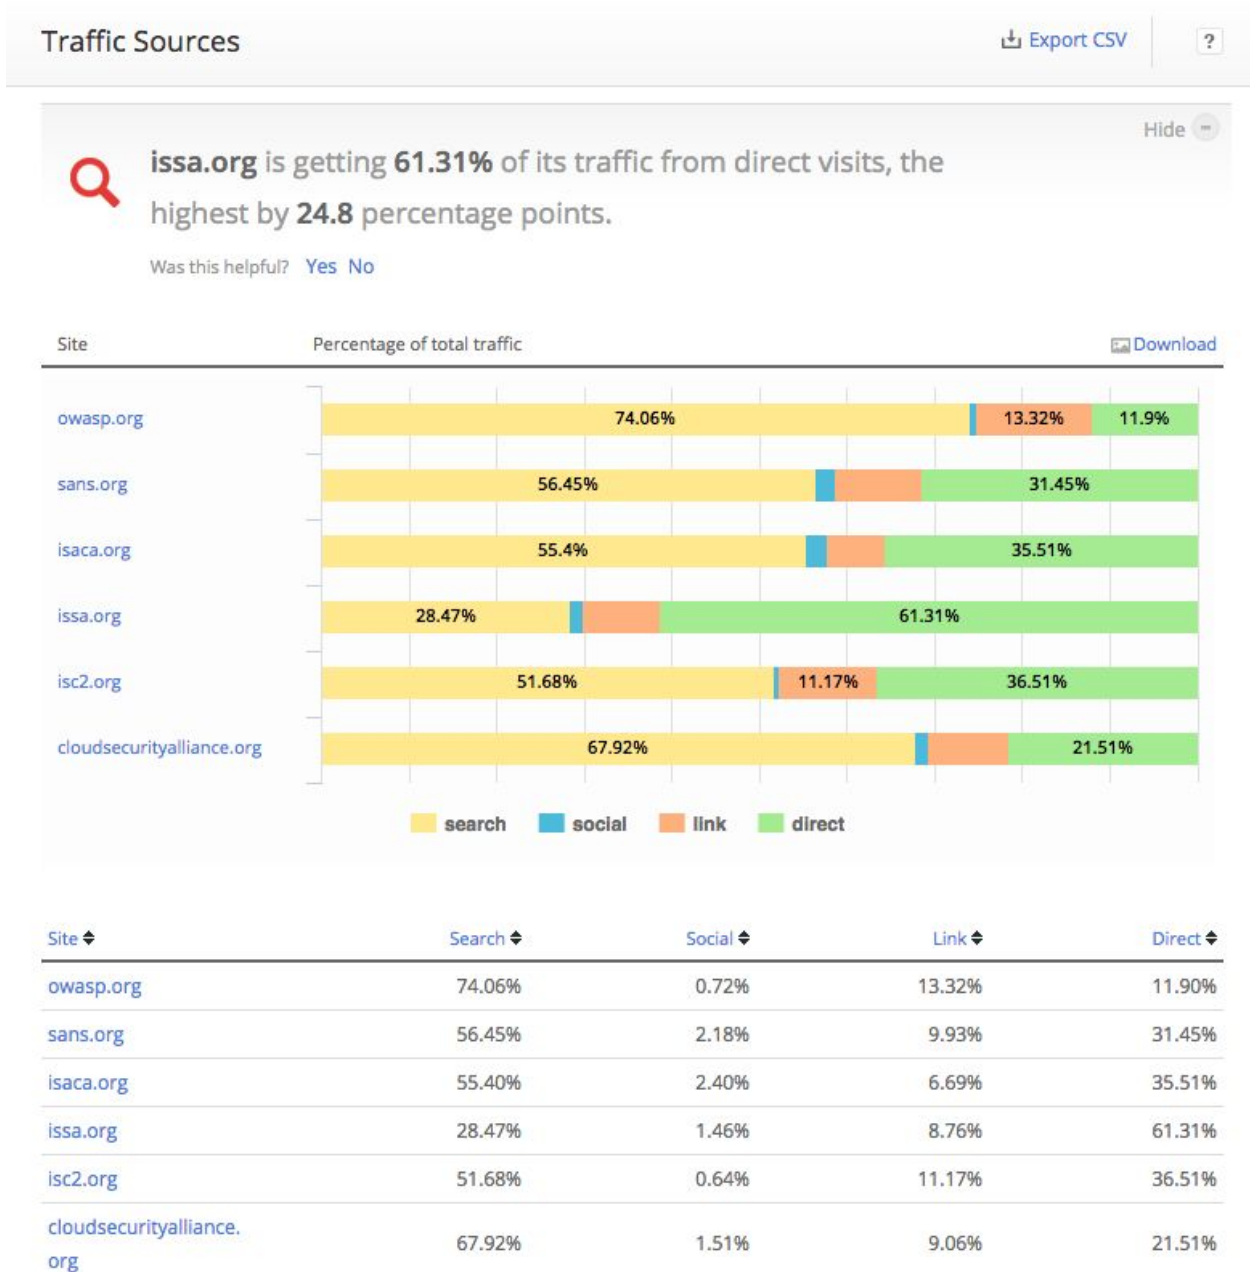 Traffic Sources
Export CSV
?
Hide
issa.org is getting 61.31% of its traffic from direct visits, the
highest by 24.8 percentage points.
Was this helpful? Yes No
Site Percentage of total traffic Download
owasp.org 74.06% 13.32% 11.9%
sans.org 56.45% 31.45%
isaca.org 55.4% 35.51%
issa.org 28.47% 61.31%
isc2.org 51.68% 11.17% 36.51%
cloudsecurityalliance.org 67.92% 21.51%
search social link direct
Site Search Social Link Direct
owasp.org 74.06% 0.72% 13.32% 11.90%
sans.org 56.45% 2.18% 9.93% 31.45%
isaca.org 55.40% 2.40% 6.69% 35.51%
issa.org 28.47% 1.46% 8.76% 61.31%
isc2.org 51.68% 0.64% 11.17% 36.51%
cloudsecurityalliance.
org 67.92% 1.51% 9.06% 21.51%